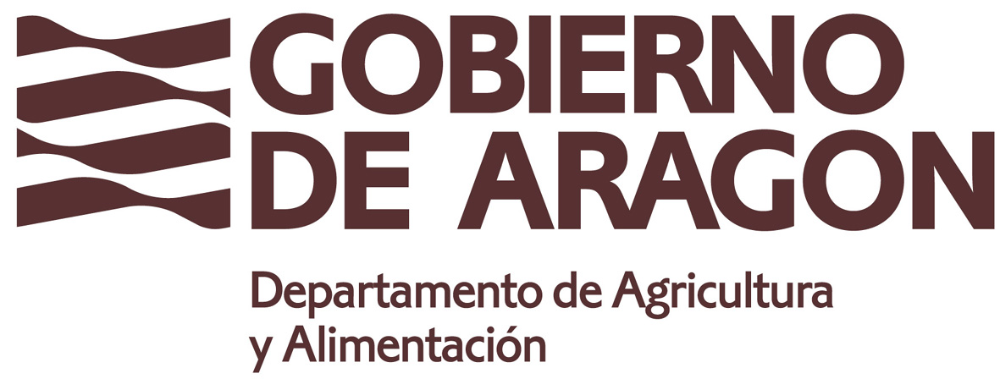 GOBIERNO
DE ARAGON
Departamento de Agricultura
y Alimentación